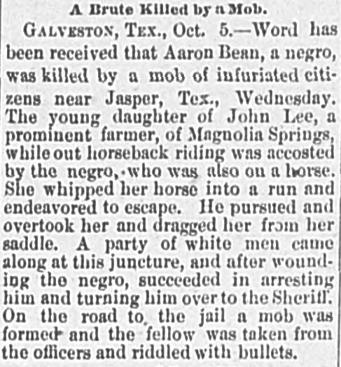 A Brute Killed by a Mob.
GALVESTON, TEX., Oct. 5.—Word has
been received that Aaron Bean, a negro,
was killed by a mob of infuriated citi-
zens near Jasper, Tex., Wednesday.
The young daughter of John Lee, a
prominent farmer, of Magnolia Springs,
while out horseback riding was accosted
by the negro, who was also on a horse.
She whipped her horse into a run and
endeavored to escape. He pursued and
overtook her and dragged her from her
saddle. A party of white men came
along at this juncture, and after wound-
ing the negro, succeeded in arresting
him and turning him over to the Sheriff.
On the road to the jail a mob was
formed and the fellow was taken from
the officers and riddled with bullets.